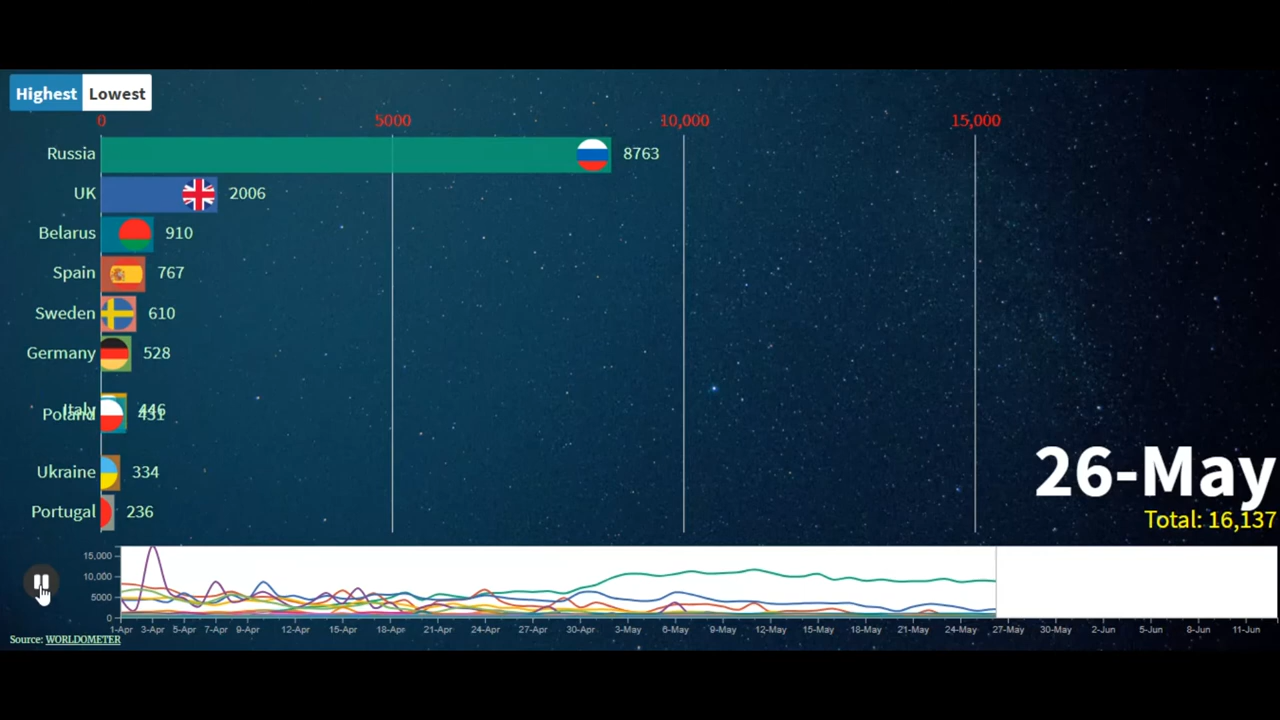 Highest Lowest
0 5000 10,000 15,000
Russia 8763
UK 2006
Belarus 910
Spain 767
Sweden 610
Germany 528
Italy 446
Poland 431
Ukraine 334
Portugal 236
26-May
Total: 16,137
15,000
10,000
5000
0
1-Apr 3-Apr 5-Apr 7-Apr 9-Apr 12-Apr 15-Apr 18-Apr 21-Apr 24-Apr 27-Apr 30-Apr 3-May 6-May 9-May 12-May 15-May 18-May 21-May 24-May 27-May 30-May 2-Jun 5-Jun 8-Jun 11-Jun
Source: WORLDOMETER